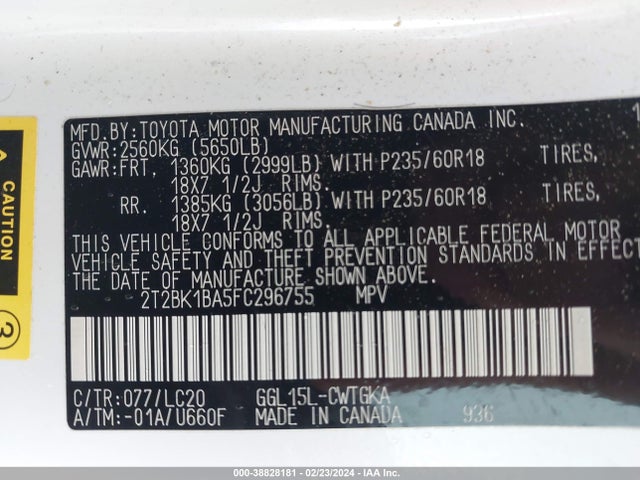 MFD.BY:TOYOTA MOTOR MANUFACTURING CANADA INC.
GVWR:2560KG (5650LB)
GAWR:FRT, 1360KG (2999LB) WITH P235/60R18 TIRES,
18X7 1/2J RIMS.
RR. 1385KG (3056LB) WITH P235/60R18 TIRES,
18X7 1/2J RIMS.
THIS VEHICLE CONFORMS TO ALL APPLICABLE FEDERAL MOTOR
VEHICLE SAFETY AND THEFT PREVENTION STANDARDS IN EFFECT
THE DATE OF MANUFACTURE SHOWN ABOVE.
2T2BK1BA5FC296755 MPV
C/TR:077/LC20 GGL15L-CWTGKA
A/TM:-01A/U660F MADE IN CANADA 936
CAUTION
3
000-38828181 - 02/23/2024 - IAA Inc.